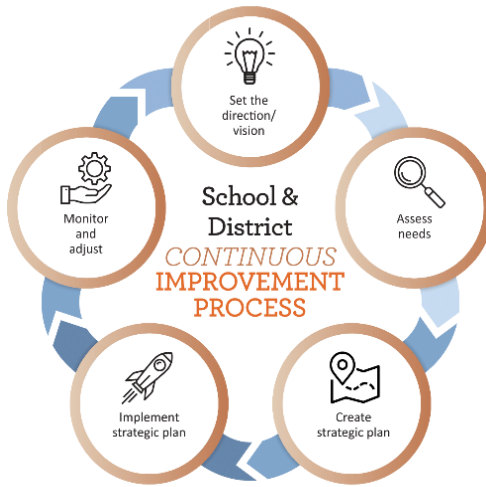 Set the
direction/
vision
Assess
needs
Create
strategic plan
Implement
strategic plan
Monitor
and
adjust
School &
District
CONTINUOUS
IMPROVEMENT
PROCESS